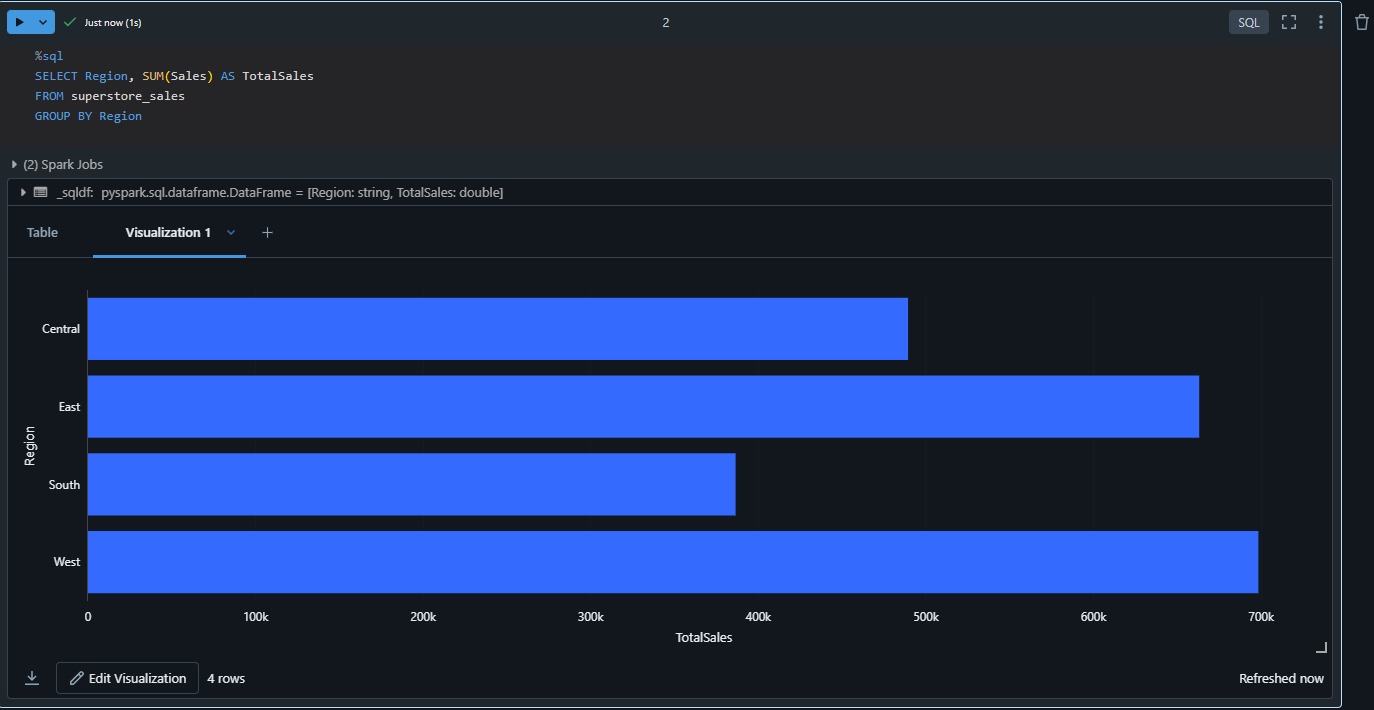 Just now (1s)
2
SQL
%sql
SELECT Region, SUM(Sales) AS TotalSales
FROM superstore_sales
GROUP BY Region
(2) Spark Jobs
_sqldf: pyspark.sql.dataframe.DataFrame = [Region: string, TotalSales: double]
Table
Visualization 1
+
Region
Central
East
South
West
0 100k 200k 300k 400k 500k 600k 700k
TotalSales
Edit Visualization
4 rows
Refreshed now